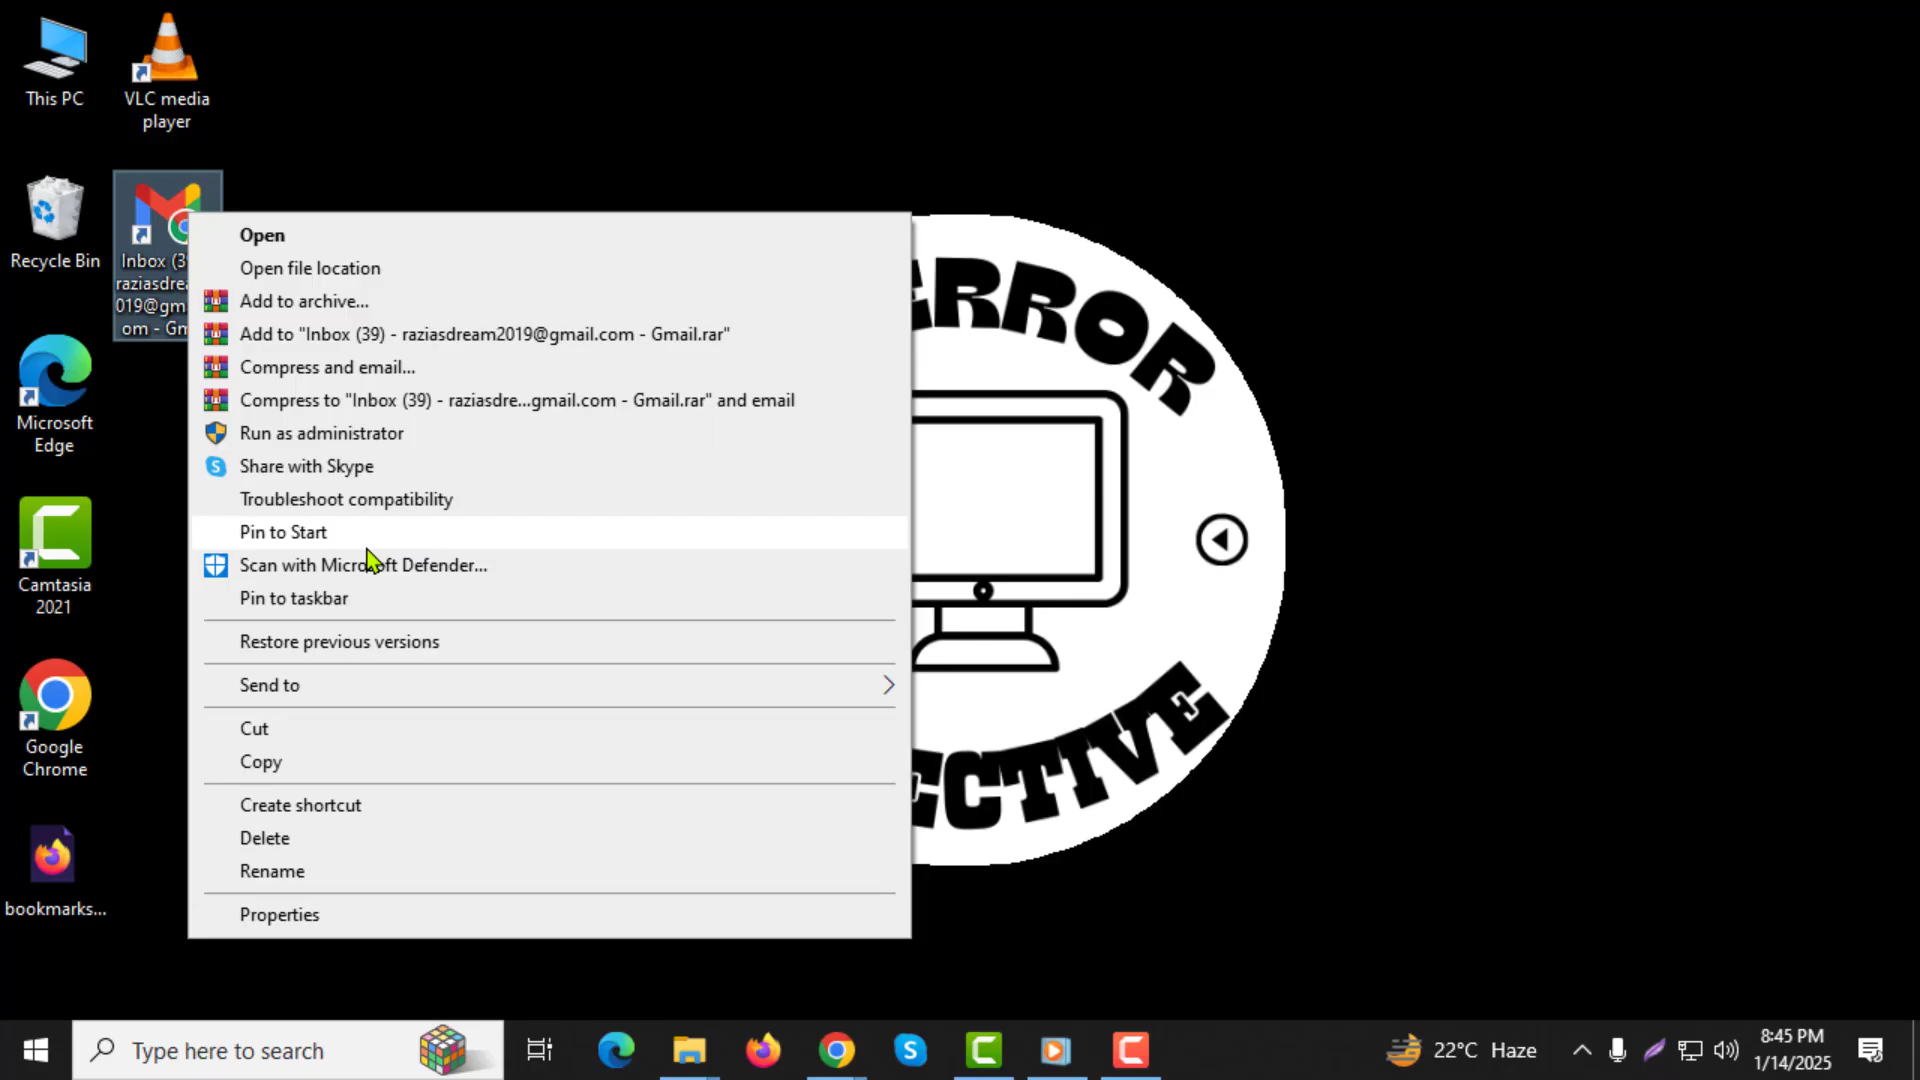 This PC
VLC media
player
Recycle Bin
Inbox (3
raziasdre
019@gm
om - Gm
Microsoft
Edge
Camtasia
2021
Google
Chrome
bookmarks...
Open
Open file location
Add to archive...
Add to "Inbox (39) - raziasdream2019@gmail.com - Gmail.rar"
Compress and email...
Compress to "Inbox (39) - raziasdre...gmail.com - Gmail.rar" and email
Run as administrator
Share with Skype
Troubleshoot compatibility
Pin to Start
Scan with Microsoft Defender...
Pin to taskbar
Restore previous versions
Send to
Cut
Copy
Create shortcut
Delete
Rename
Properties
ERROR
ECTIVE
Type here to search
22°C Haze
8:45 PM
1/14/2025